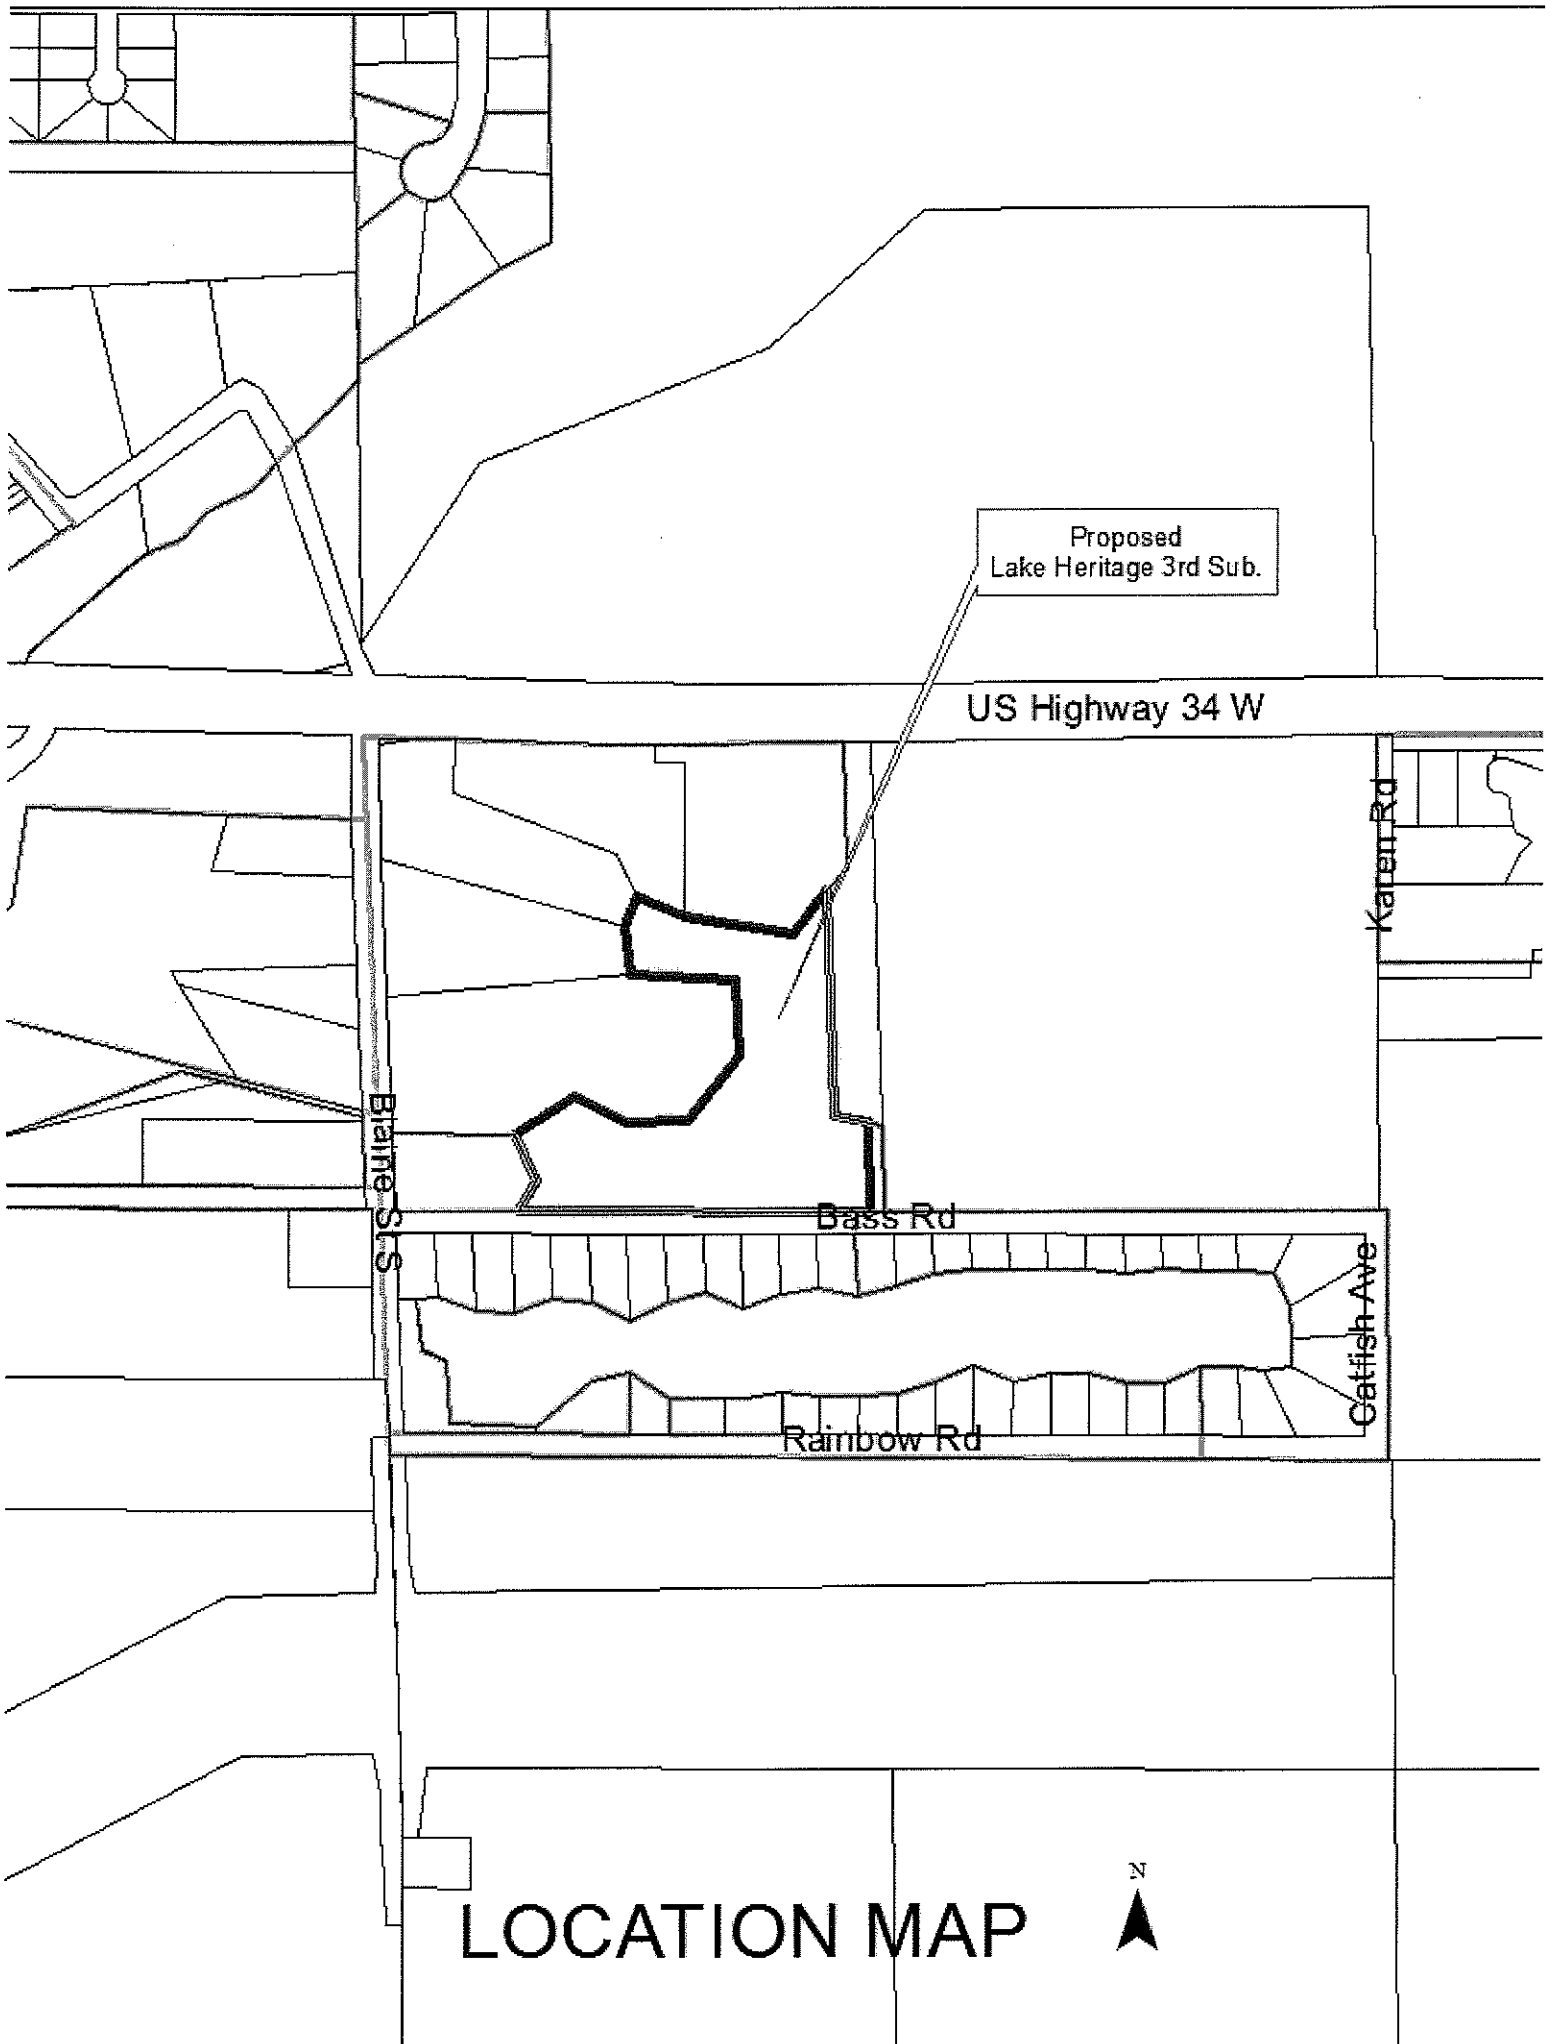 Proposed
Lake Heritage 3rd Sub.
US Highway 34 W
Karen Rd
Blaine St S
Bass Rd
Catfish Ave
Rainbow Rd
N
LOCATION MAP